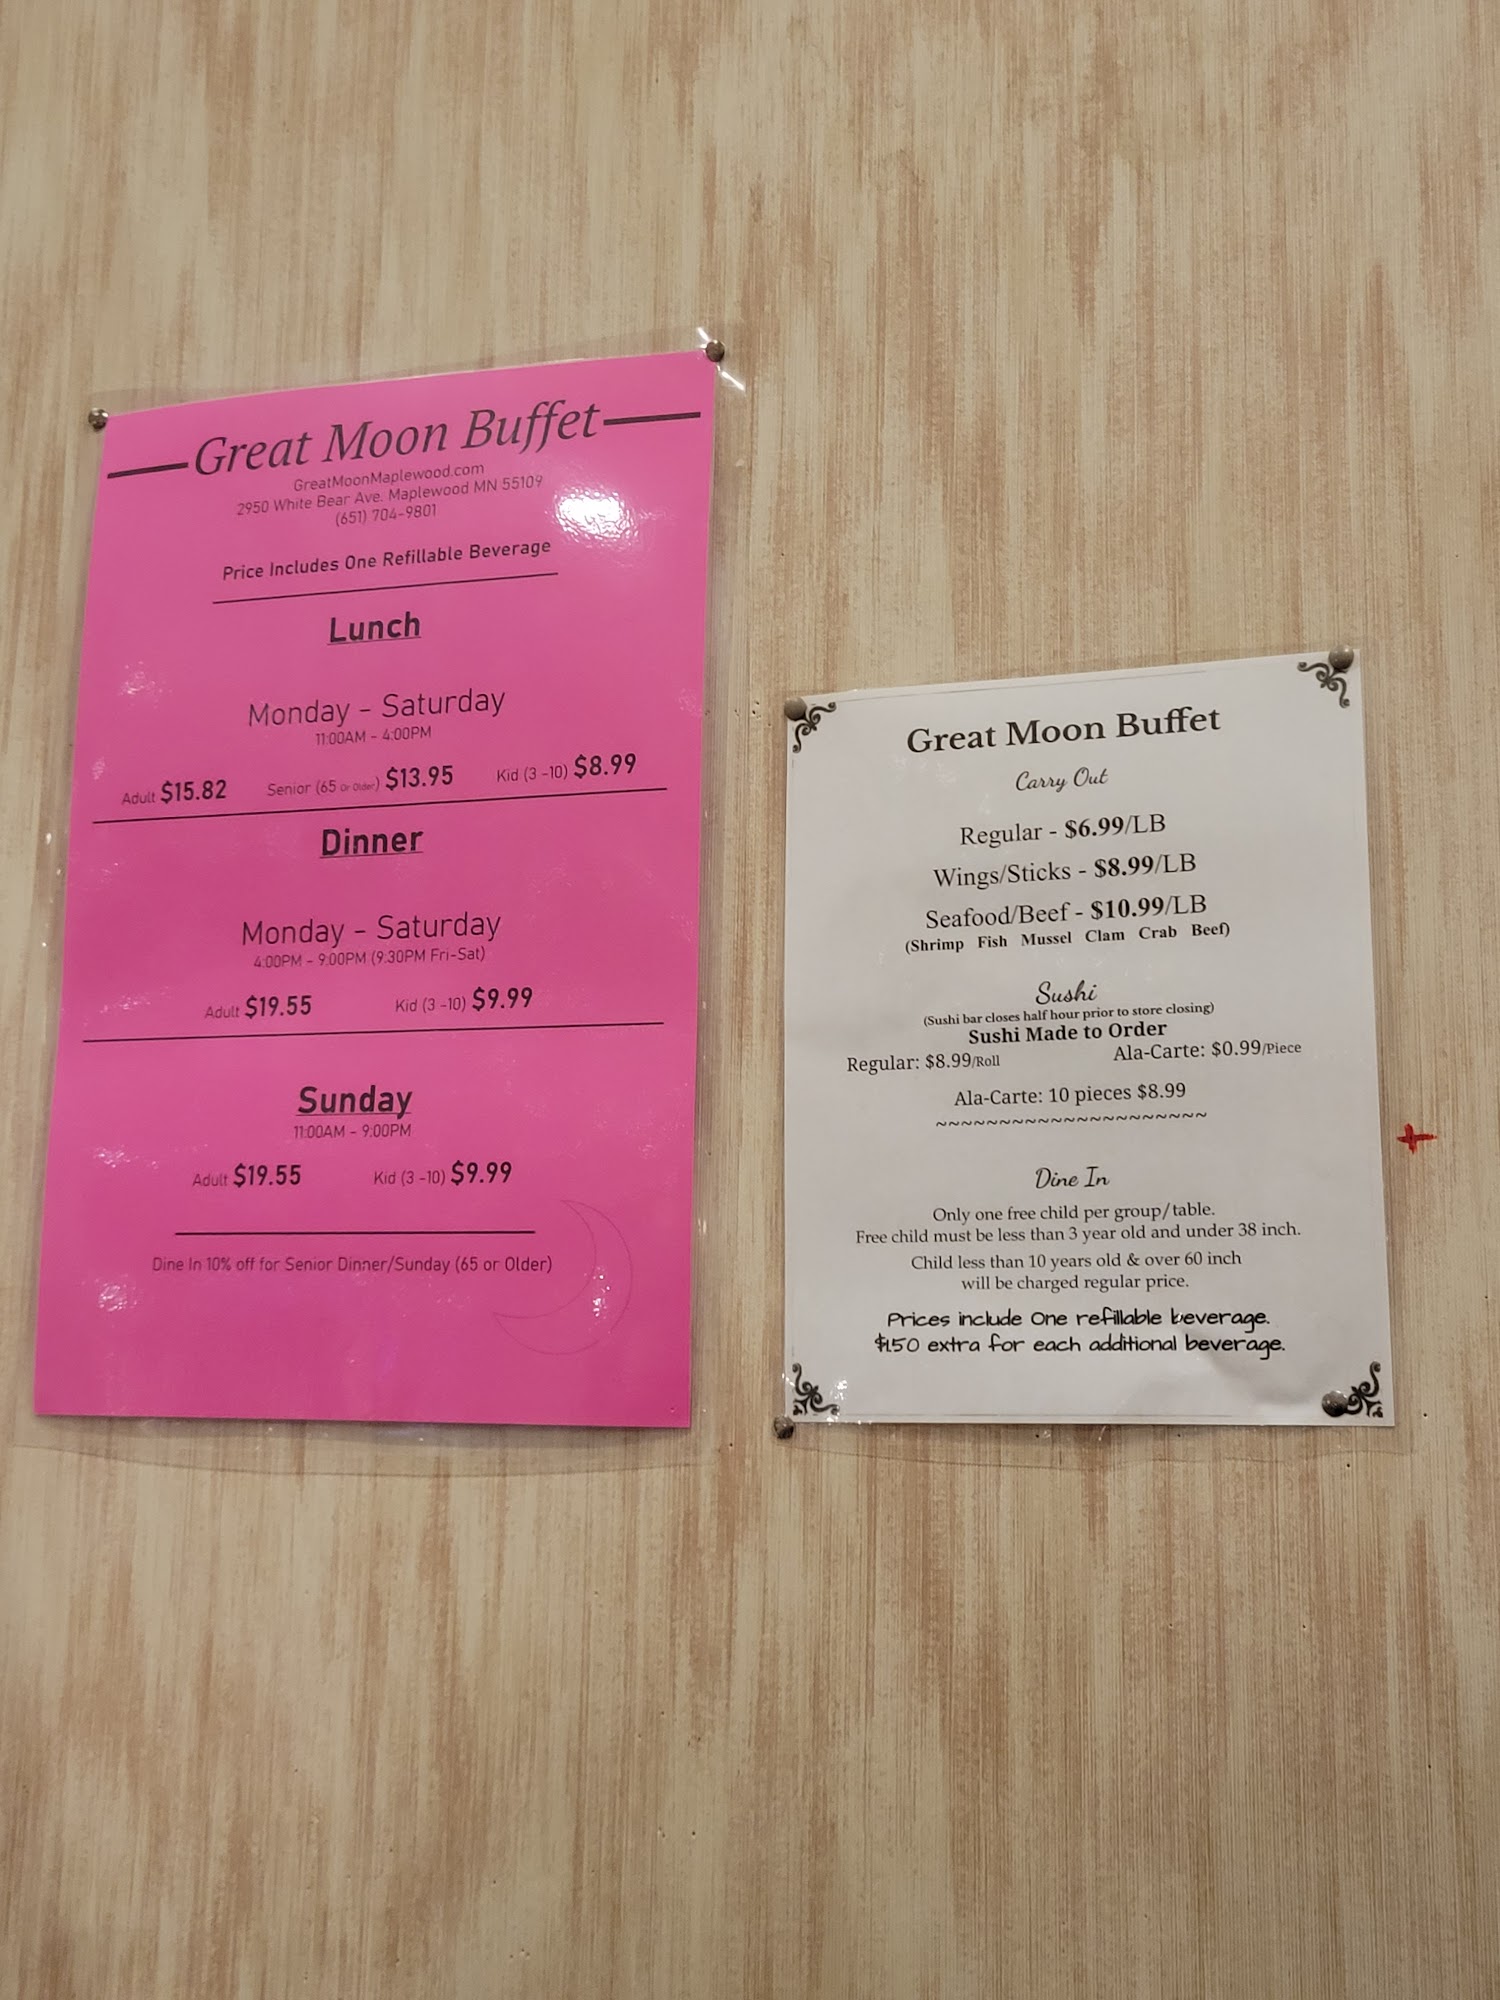 Great Moon Buffet
GreatMoonMaplewood.com
2950 White Bear Ave. Maplewood MN 55109
(651) 704-9801
Price Includes One Refillable Beverage
Lunch
Monday - Saturday
11:00AM - 4:00PM
Adult $15.82 Senior (65 Or Older) $13.95 Kid (3 -10) $8.99
Dinner
Monday - Saturday
4:00PM - 9:00PM (9:30PM Fri-Sat)
Adult $19.55 Kid (3 -10) $9.99
Sunday
11:00AM - 9:00PM
Adult $19.55 Kid (3 -10) $9.99
Dine In 10% off for Senior Dinner/Sunday (65 or Older)
Great Moon Buffet
Carry Out
Regular - $6.99/LB
Wings/Sticks - $8.99/LB
Seafood/Beef - $10.99/LB
(Shrimp Fish Mussel Clam Crab Beef)
Sushi
(Sushi bar closes half hour prior to store closing)
Sushi Made to Order
Regular: $8.99/Roll Ala-Carte: $0.99/Piece
Ala-Carte: 10 pieces $8.99
~~~~~~~~~~~~~~~~~~~~~
Dine In
Only one free child per group/table.
Free child must be less than 3 year old and under 38 inch.
Child less than 10 years old & over 60 inch
will be charged regular price.
Prices include One refillable beverage.
$1.50 extra for each additional beverage.